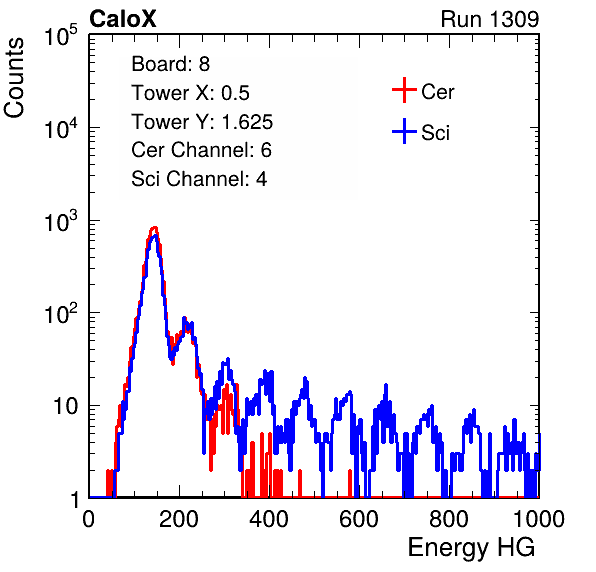 CaloX Run 1309
Counts
10^5
10^4
10^3
10^2
10
1
Board: 8
Tower X: 0.5
Tower Y: 1.625
Cer Channel: 6
Sci Channel: 4
Cer
Sci
0 200 400 600 800 1000
Energy HG